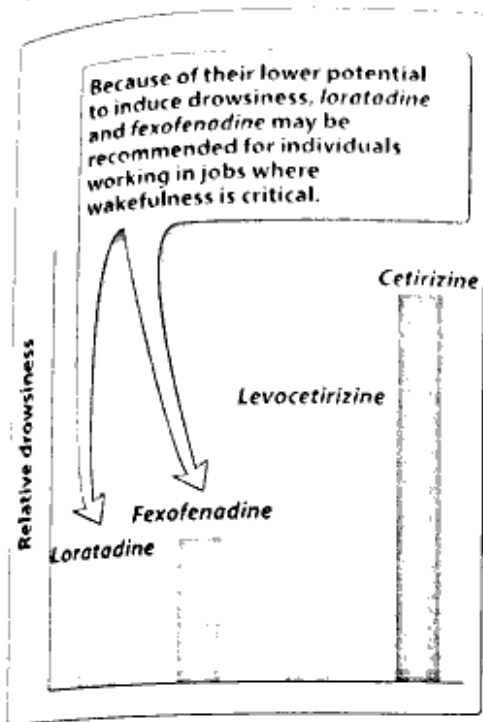 Because of their lower potential
to induce drowsiness, loratadine
and fexofenadine may be
recommended for individuals
working in jobs where
wakefulness is critical.
Cetirizine
Levocetirizine
Fexofenadine
Loratadine
Relative drowsiness